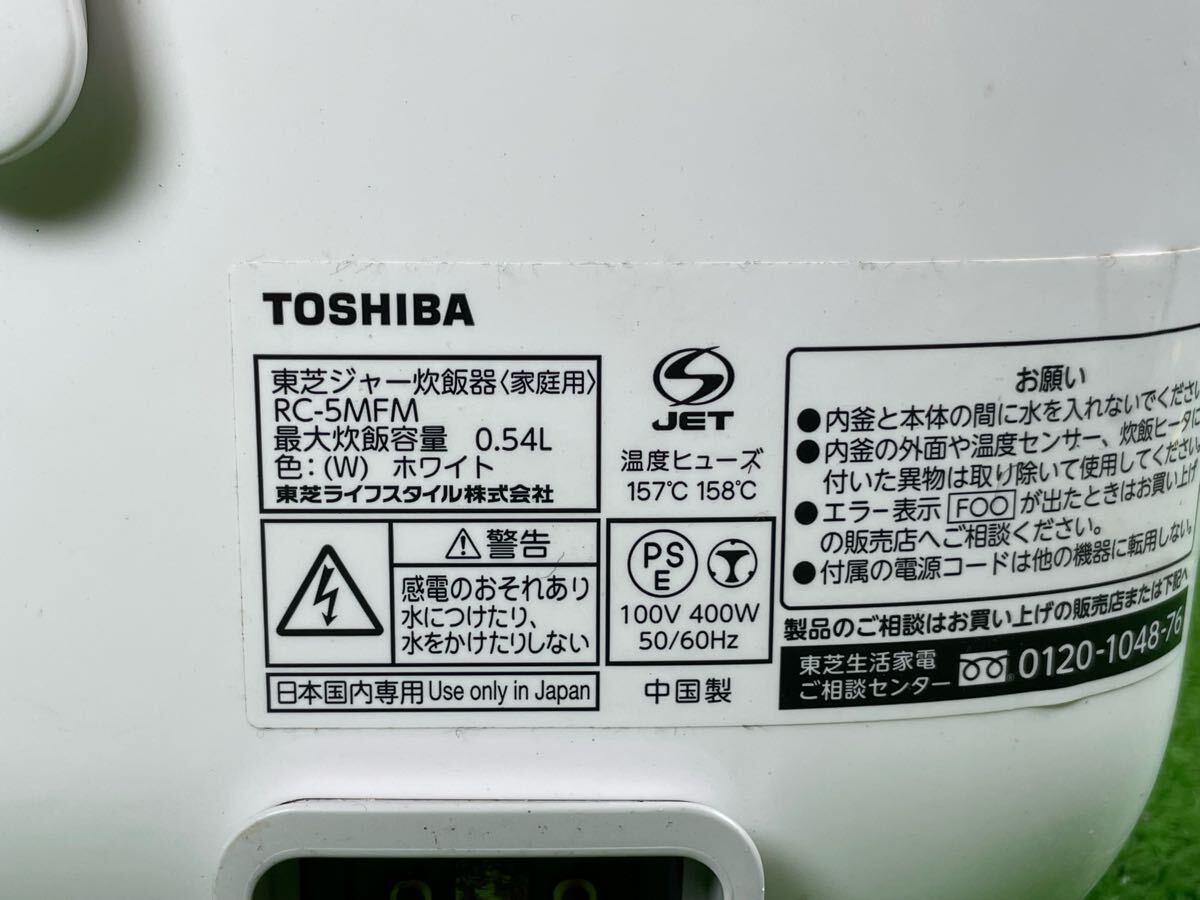 TOSHIBA
東芝ジャー炊飯器〈家庭用〉
RC-5MFM
最大炊飯容量 0.54L
色:(W) ホワイト
東芝ライフスタイル株式会社
警告
感電のおそれあり
水につけたり、
水をかけたりしない
日本国内専用 Use only in Japan
S
JET
温度ヒューズ
157℃ 158℃
PS
E
100V 400W
50/60Hz
中国製
お願い
●内釜と本体の間に水を入れないでください
●内釜の外面や温度センサー、炊飯ヒータに
付いた異物は取り除いて使用してください。
●エラー表示 F00 が出たときはお買い上げ
の販売店へご相談ください。
●付属の電源コードは他の機器に転用しない。
製品のご相談はお買い上げの販売店または下記へ
東芝生活家電
ご相談センター 0120-1048-76